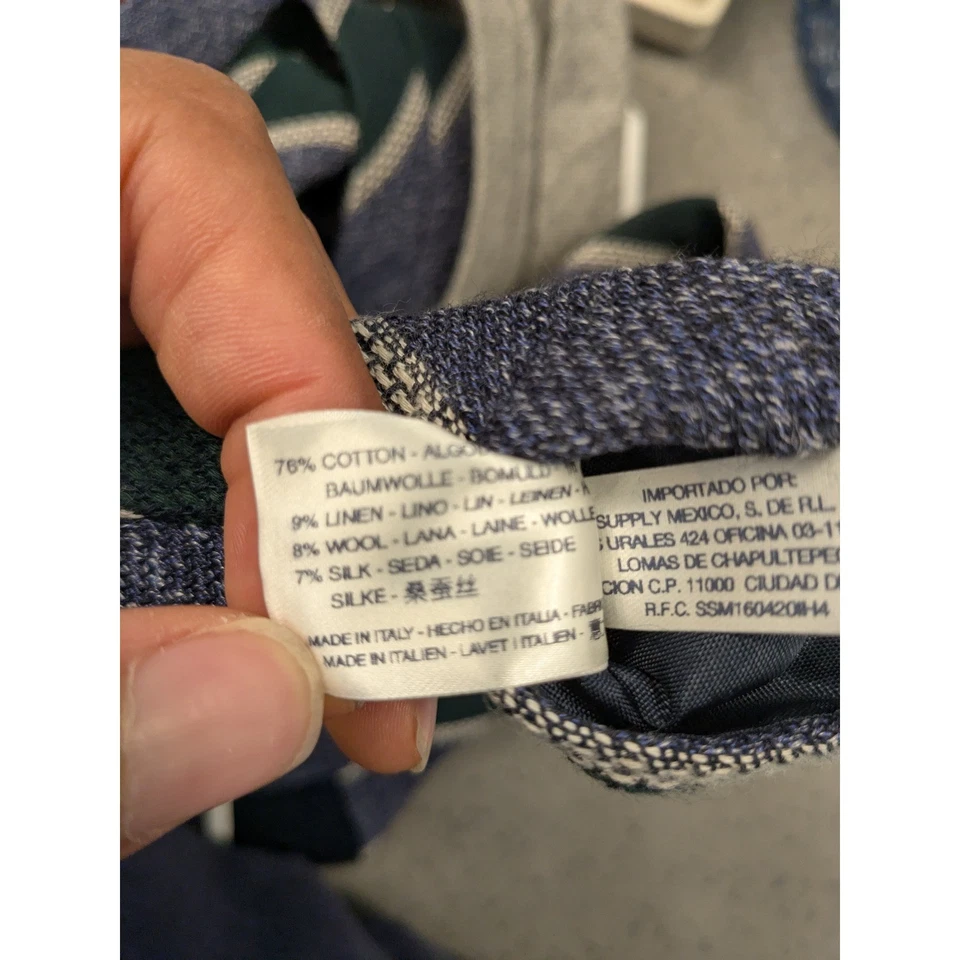 76% COTTON - ALGO
BAUMWOLLE - BOMULD -
9% LINEN - LINO - LIN - LEINEN -
8% WOOL - LANA - LAINE - WOLLE
7% SILK - SEDA - SOIE - SEIDE
SILKE - 桑蚕丝
MADE IN ITALY - HECHO EN ITALIA - FABRI
MADE IN ITALIEN - LAVET I ITALIEN -
IMPORTADO POR:
SUPPLY MEXICO, S. DE R.L.
URALES 424 OFICINA 03-11
LOMAS DE CHAPULTEPEC
CION C.P. 11000 CIUDAD D
R.F.C. SSM160420IH4